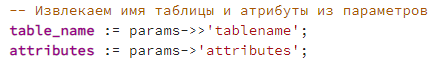 -- Извлекаем имя таблицы и атрибуты из параметров
table_name := params->>'tablename';
attributes := params->'attributes';